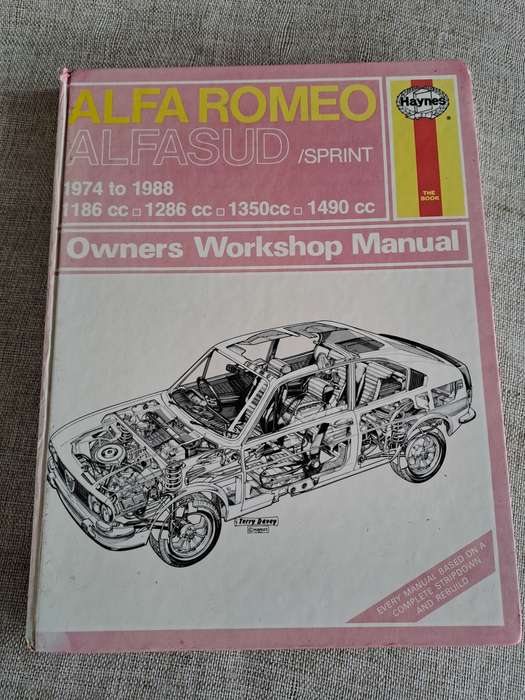 ALFA ROMEO
ALFASUD /SPRINT
1974 to 1988
1186 cc □ 1286 cc □ 1350cc □ 1490 cc
Haynes
®
THE
BOOK
Owners Workshop Manual
Terry Davey
© HAYNES
EVERY MANUAL BASED ON A
COMPLETE STRIPDOWN
AND REBUILD